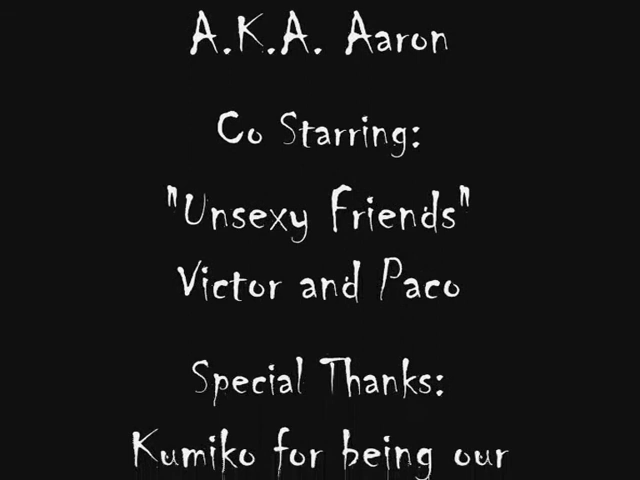 A.K.A. Aaron
Co Starring:
"Unsexy Friends"
Victor and Paco
Special Thanks:
Kumiko for being our